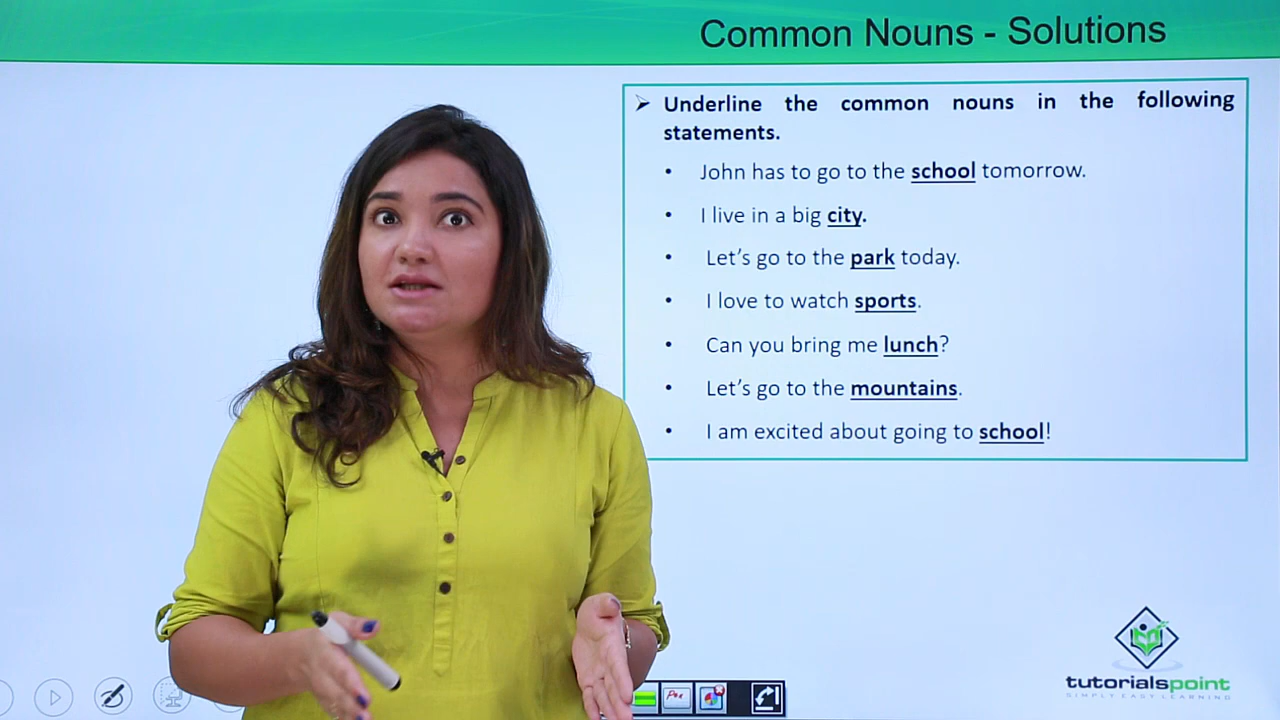 Common Nouns - Solutions
➢ Underline the common nouns in the following
statements.
• John has to go to the school tomorrow.
• I live in a big city.
• Let's go to the park today.
• I love to watch sports.
• Can you bring me lunch?
• Let's go to the mountains.
• I am excited about going to school!
Pen
tutorialspoint
SIMPLY EASY LEARNING